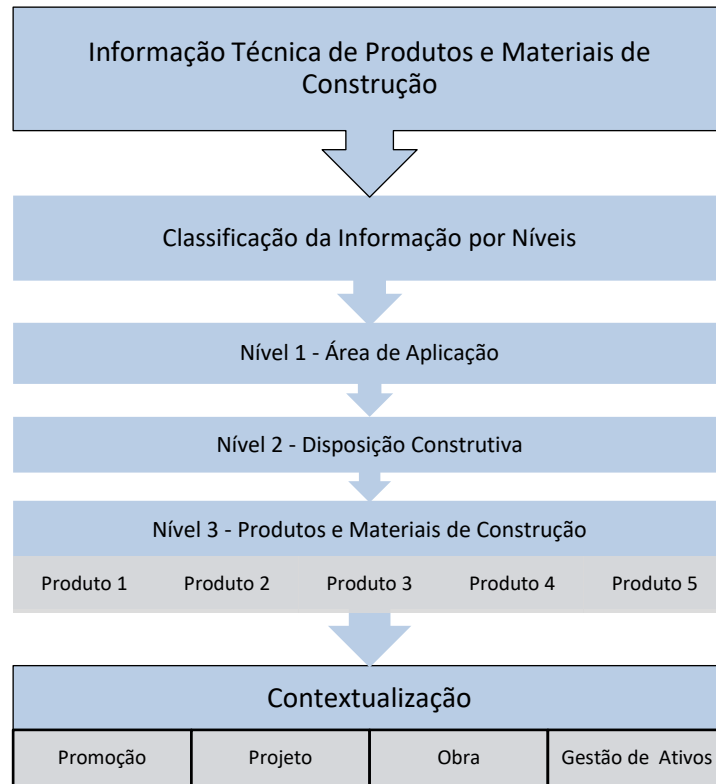 Informação Técnica de Produtos e Materiais de
Construção
Classificação da Informação por Níveis
Nível 1 - Área de Aplicação
Nível 2 - Disposição Construtiva
Nível 3 - Produtos e Materiais de Construção
Produto 1 Produto 2 Produto 3 Produto 4 Produto 5
Contextualização
Promoção Projeto Obra Gestão de Ativos